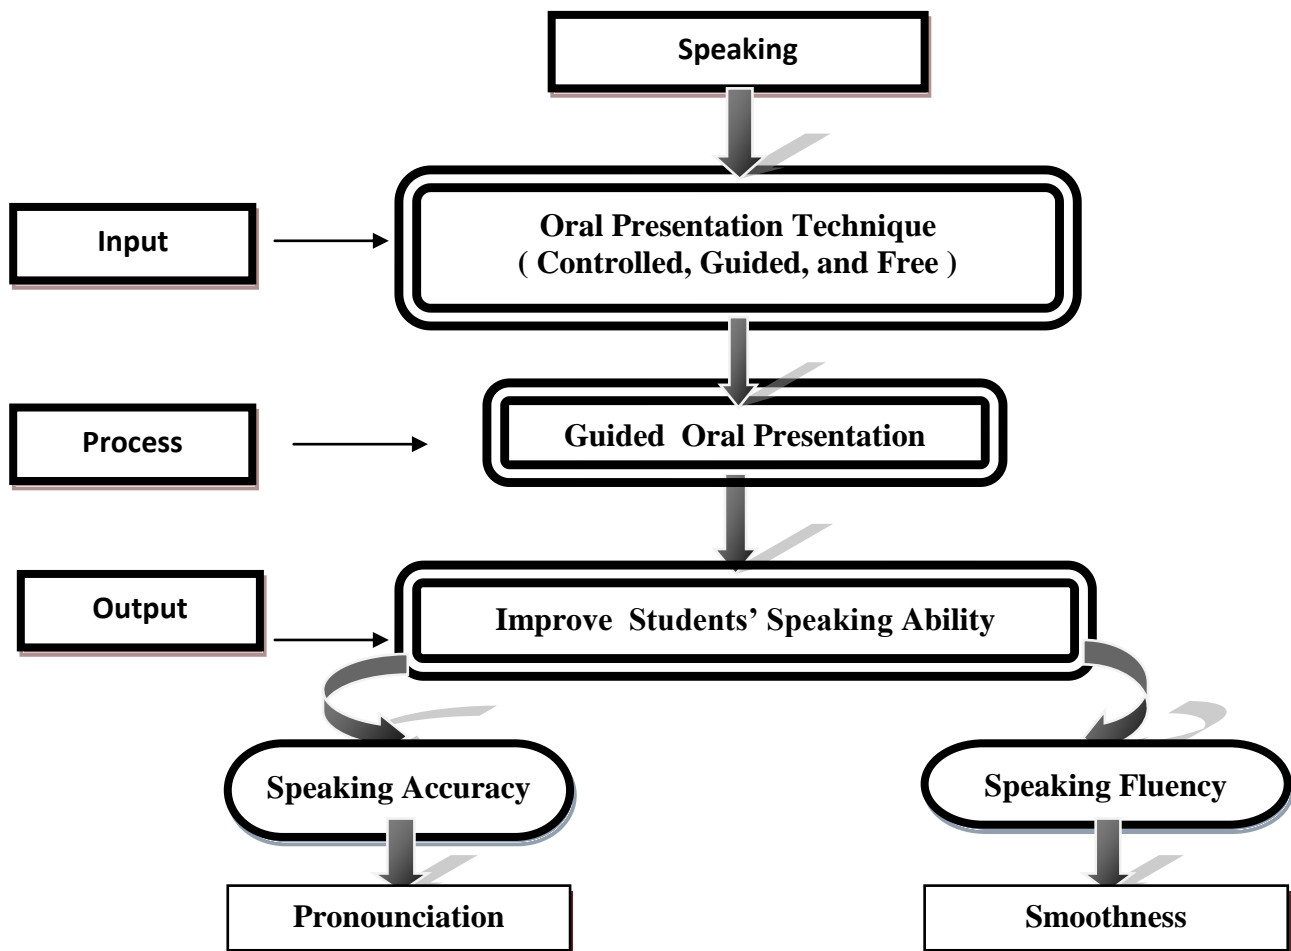 Speaking
Input
Oral Presentation Technique
( Controlled, Guided, and Free )
Process
Guided Oral Presentation
Output
Improve Students’ Speaking Ability
Speaking Accuracy
Speaking Fluency
Pronounciation
Smoothness